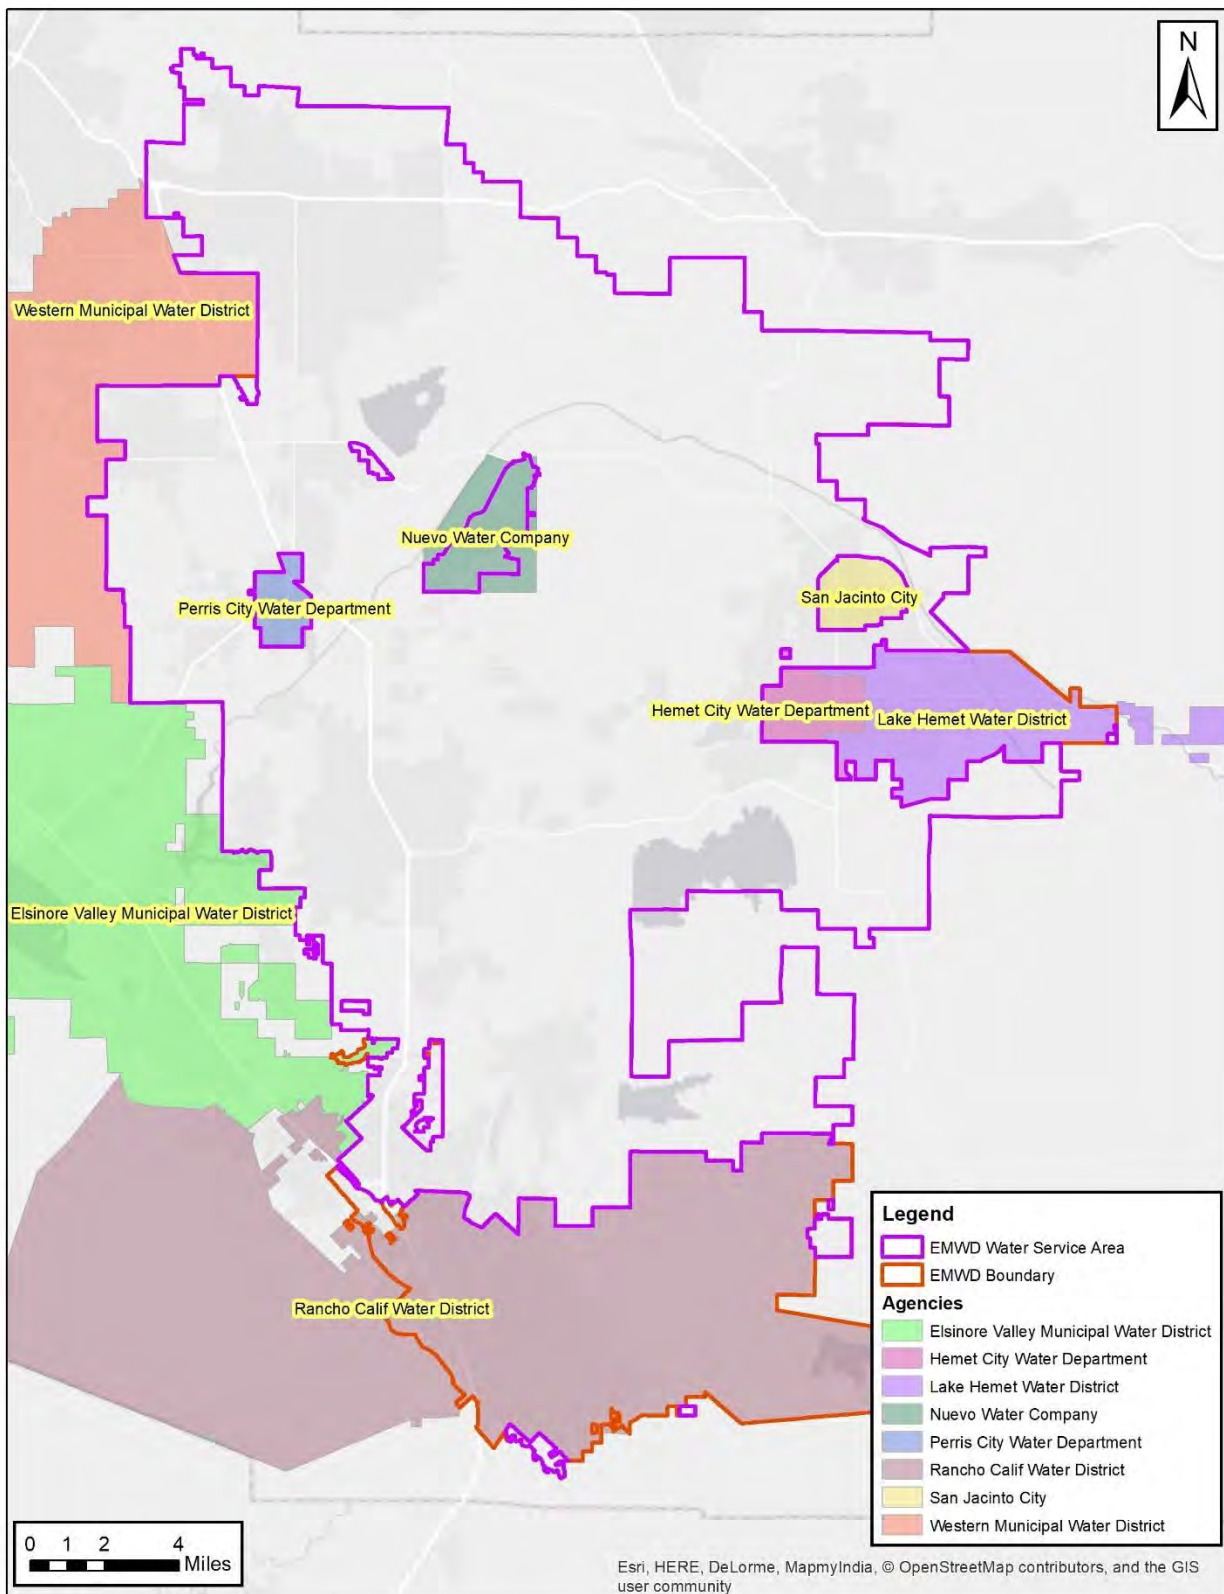 N
Western Municipal Water District
Nuevo Water Company
San Jacinto City
Perris City Water Department
Hemet City Water Department
Lake Hemet Water District
Elsinore Valley Municipal Water District
Rancho Calif Water District
Legend
EMWD Water Service Area
EMWD Boundary
Agencies
Elsinore Valley Municipal Water District
Hemet City Water Department
Lake Hemet Water District
Nuevo Water Company
Perris City Water Department
Rancho Calif Water District
San Jacinto City
Western Municipal Water District
0 1 2 4
Miles
Esri, HERE, DeLorme, MapmyIndia, © OpenStreetMap contributors, and the GIS
user community